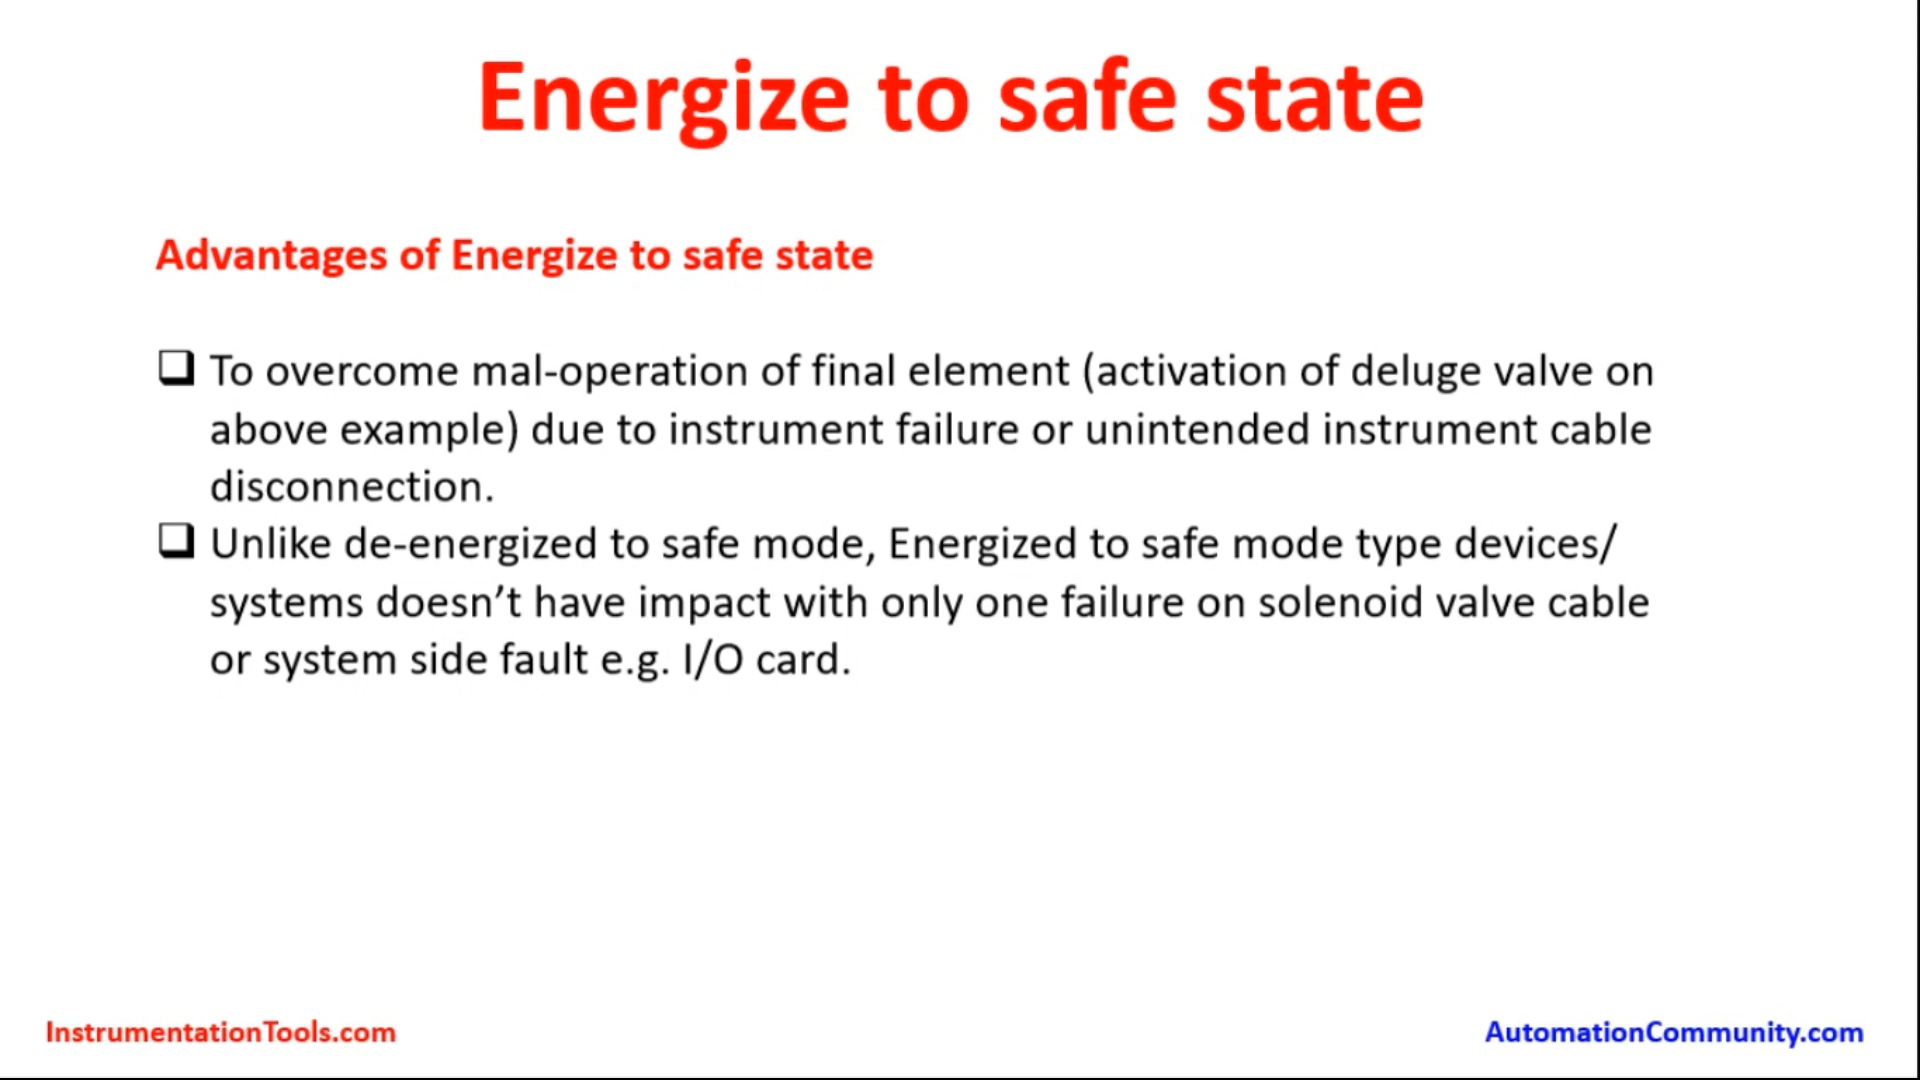 Energize to safe state
Advantages of Energize to safe state
To overcome mal-operation of final element (activation of deluge valve on
above example) due to instrument failure or unintended instrument cable
disconnection.
Unlike de-energized to safe mode, Energized to safe mode type devices/
systems doesn’t have impact with only one failure on solenoid valve cable
or system side fault e.g. I/O card.
InstrumentationTools.com
AutomationCommunity.com